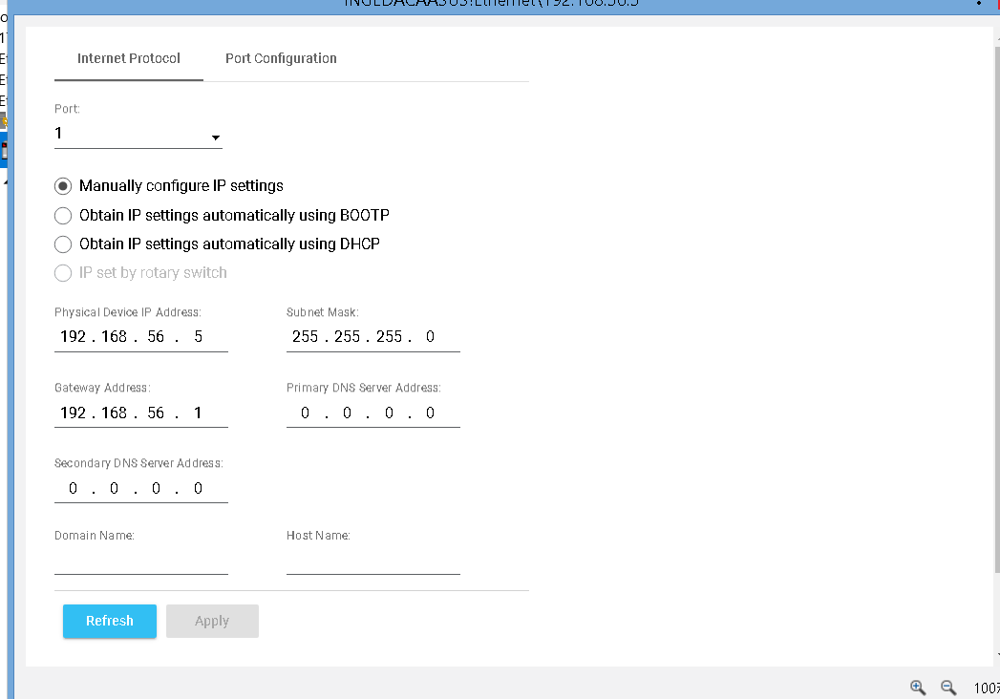 Internet Protocol Port Configuration
Port:
1
Manually configure IP settings
Obtain IP settings automatically using BOOTP
Obtain IP settings automatically using DHCP
IP set by rotary switch
Physical Device IP Address: Subnet Mask:
192 . 168 . 56 . 5 255 . 255 . 255 . 0
Gateway Address: Primary DNS Server Address:
192 . 168 . 56 . 1 0 . 0 . 0 . 0
Secondary DNS Server Address:
0 . 0 . 0 . 0
Domain Name: Host Name:
Refresh Apply